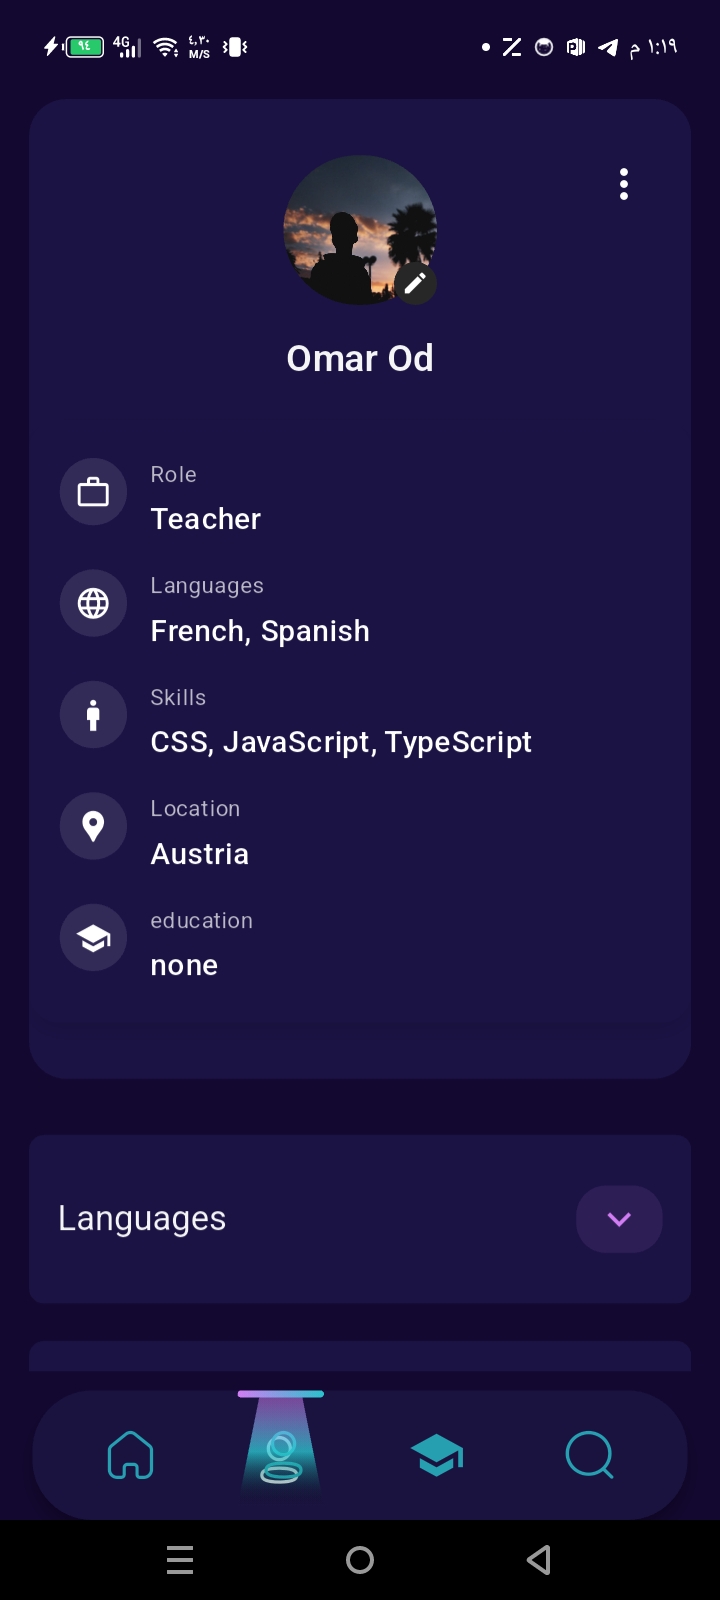 ٩٤ 4G ٤,٣٠ M/S م ١:١٩
Omar Od
Role
Teacher
Languages
French, Spanish
Skills
CSS, JavaScript, TypeScript
Location
Austria
education
none
Languages